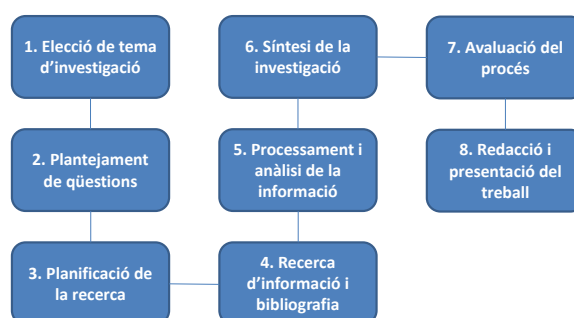 1. Elecció de tema
d’investigació
2. Plantejament
de qüestions
3. Planificació de
la recerca
4. Recerca
d’informació i
bibliografia
5. Processament i
anàlisi de la
informació
6. Síntesi de la
investigació
7. Avaluació del
procés
8. Redacció i
presentació del
treball